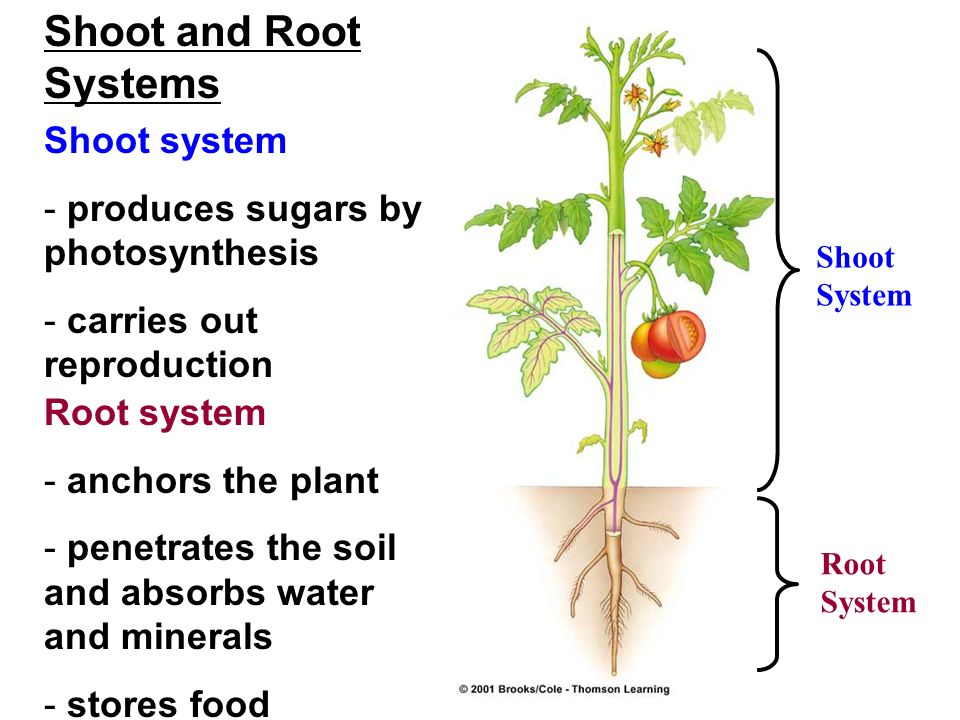 Shoot and Root
Systems
Shoot system
- produces sugars by
photosynthesis
- carries out
reproduction
Root system
- anchors the plant
- penetrates the soil
and absorbs water
and minerals
- stores food
Shoot
System
Root
System
© 2001 Brooks/Cole - Thomson Learning